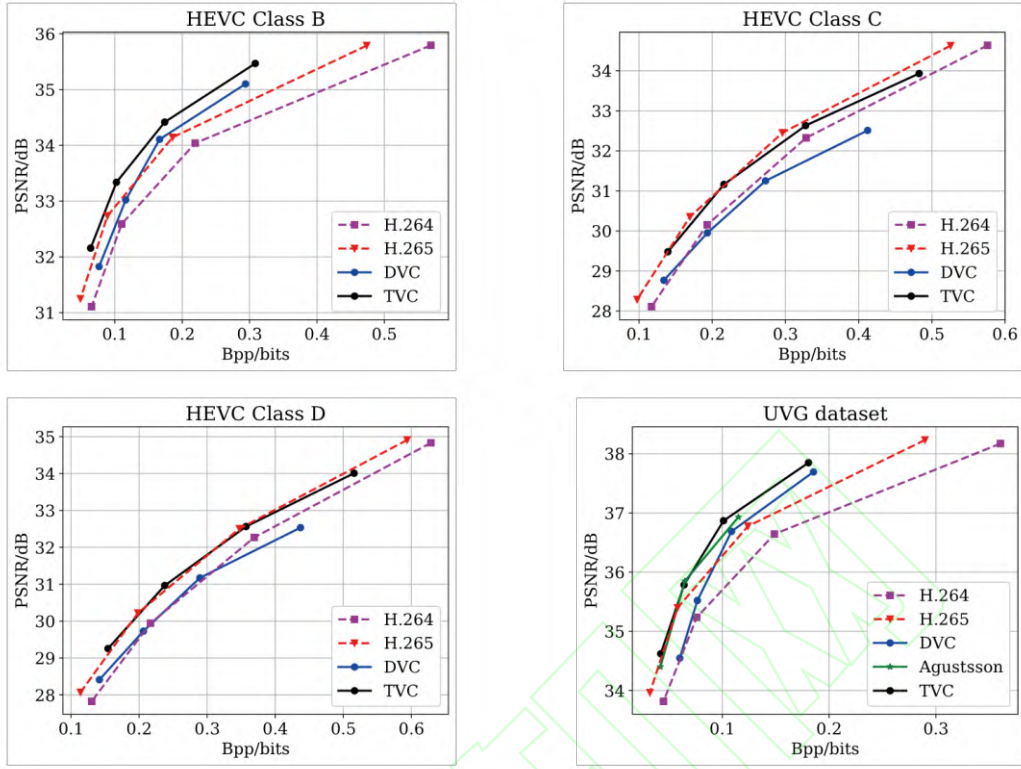 HEVC Class B
PSNR/dB
36
35
34
33
32
31
H.264
H.265
DVC
TVC
0.1 0.2 0.3 0.4 0.5
Bpp/bits
HEVC Class C
PSNR/dB
34
33
32
31
30
29
28
H.264
H.265
DVC
TVC
0.1 0.2 0.3 0.4 0.5 0.6
Bpp/bits
HEVC Class D
PSNR/dB
35
34
33
32
31
30
29
28
H.264
H.265
DVC
TVC
0.1 0.2 0.3 0.4 0.5 0.6
Bpp/bits
UVG dataset
PSNR/dB
38
37
36
35
34
H.264
H.265
DVC
Agustsson
TVC
0.1 0.2 0.3
Bpp/bits